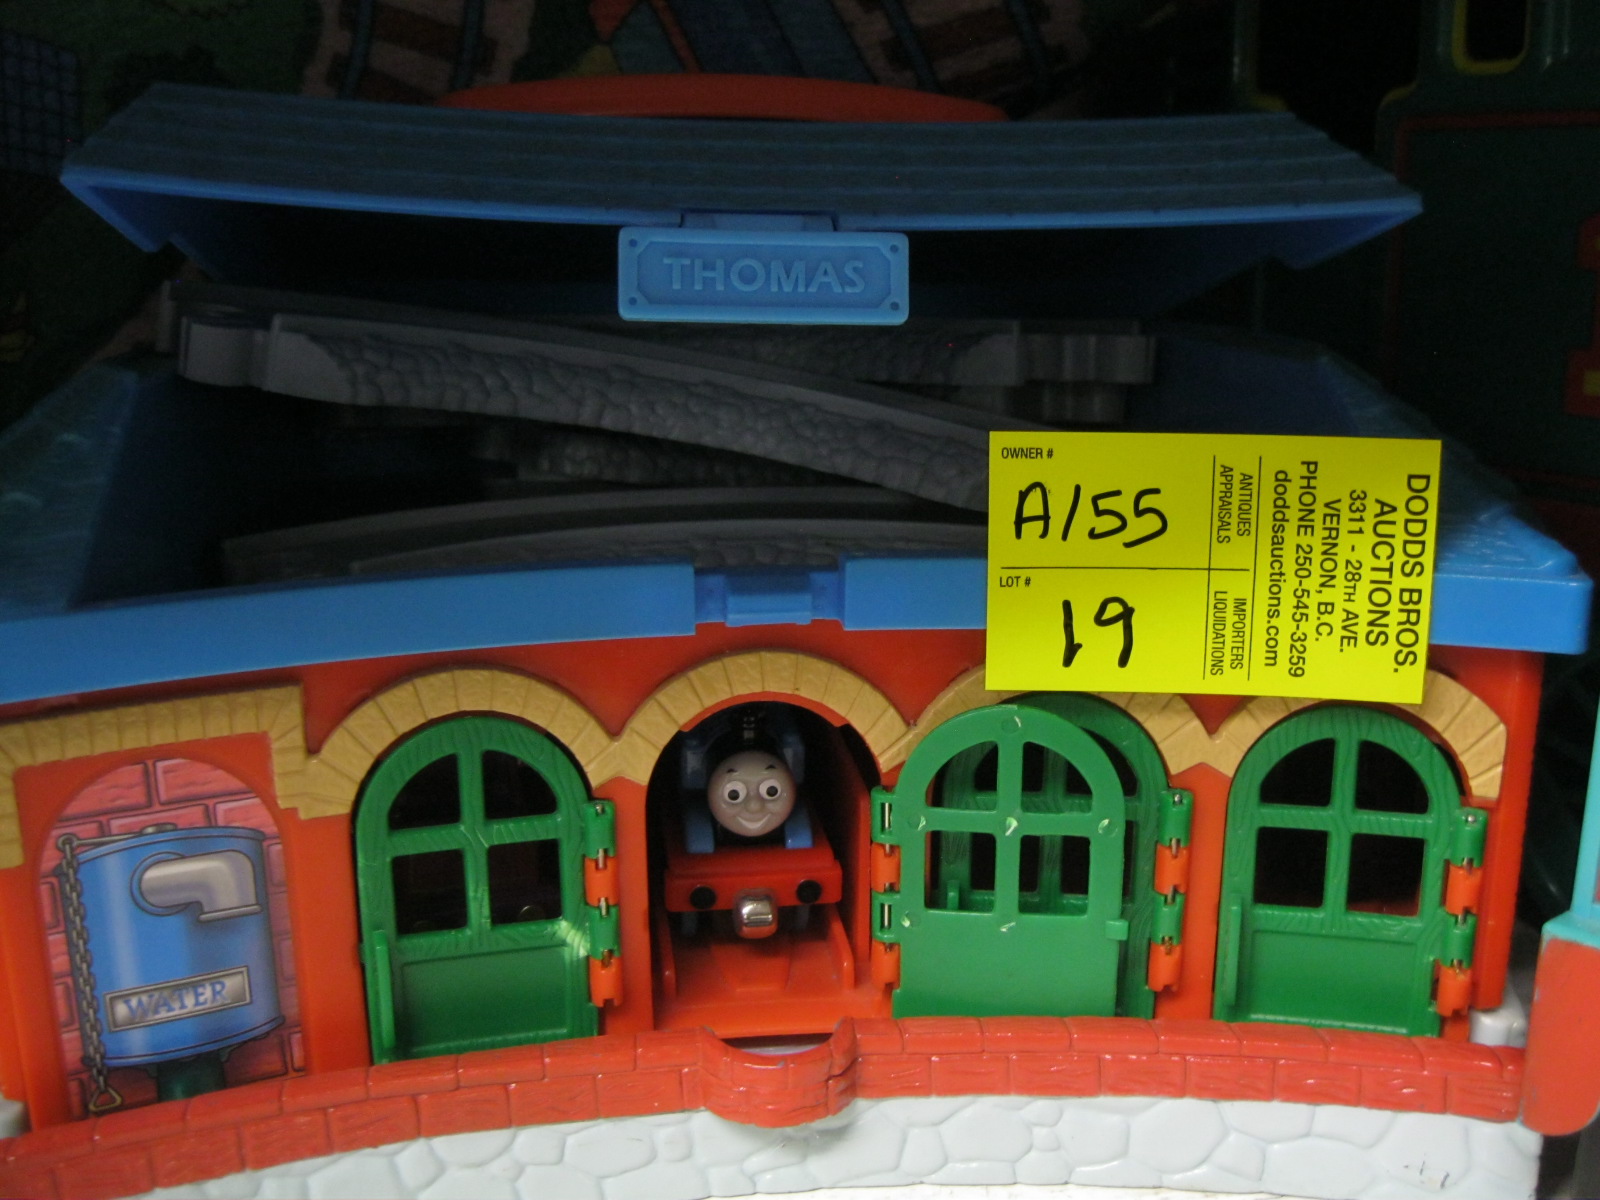 THOMAS
OWNER #
A155
LOT #
19
ANTIQUES
APPRAISALS
IMPORTERS
LIQUIDATIONS
DODDS BROS.
AUCTIONS
3311 - 28TH AVE.
VERNON, B.C.
PHONE 250-545-3259
doddsauctions.com
WATER